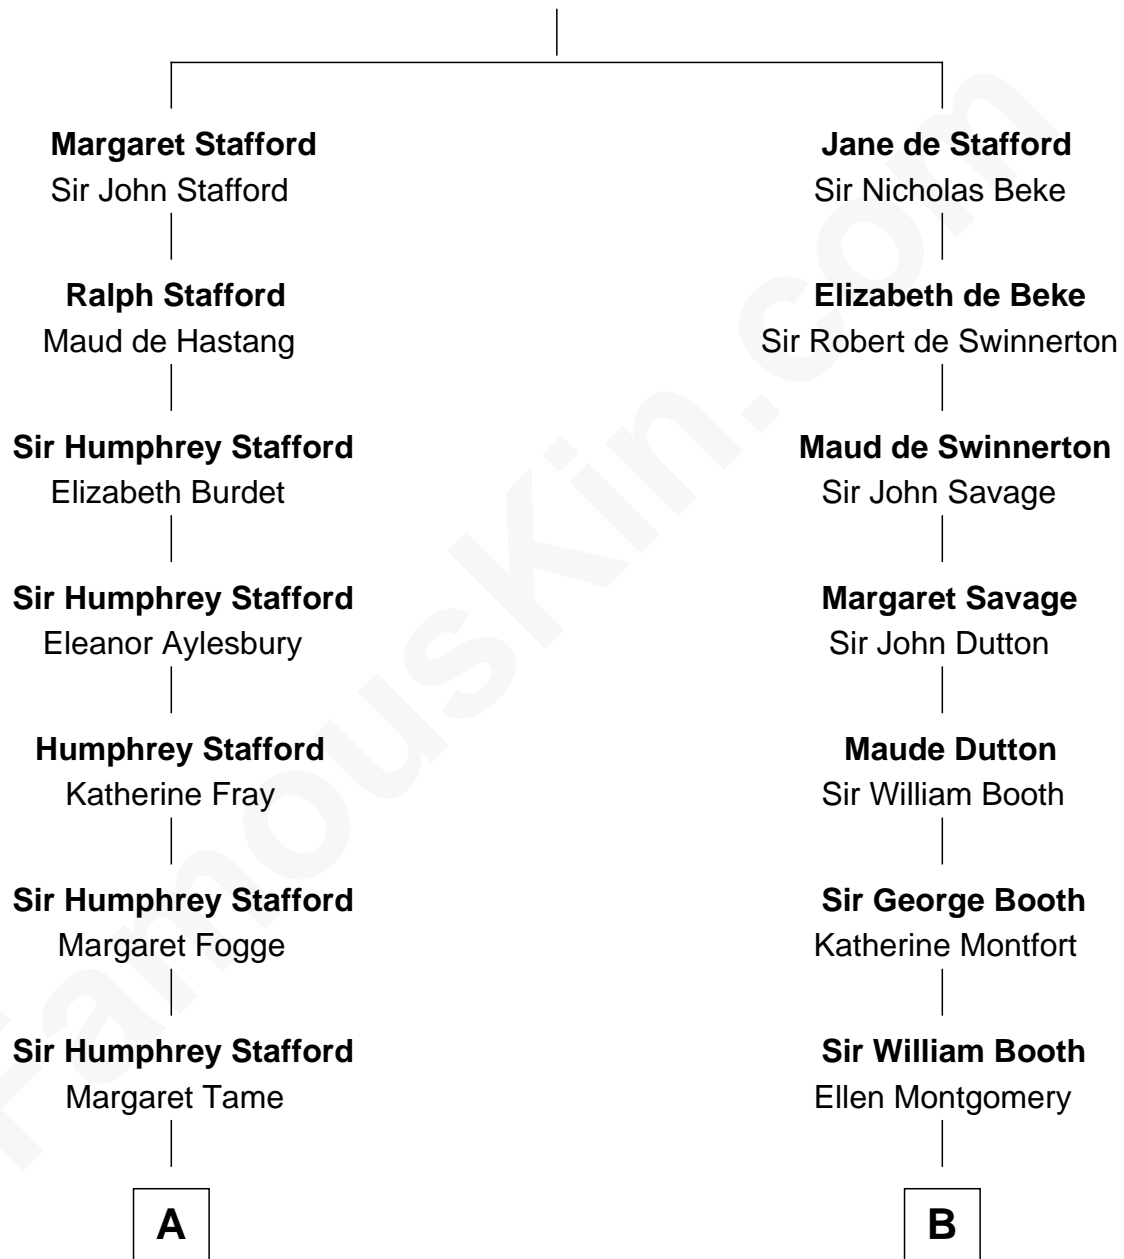 Margaret Stafford
Sir John Stafford
Jane de Stafford
Sir Nicholas Beke
Ralph Stafford
Maud de Hastang
Elizabeth de Beke
Sir Robert de Swinnerton
Sir Humphrey Stafford
Elizabeth Burdet
Maud de Swinnerton
Sir John Savage
Sir Humphrey Stafford
Eleanor Aylesbury
Margaret Savage
Sir John Dutton
Humphrey Stafford
Katherine Fray
Maude Dutton
Sir William Booth
Sir Humphrey Stafford
Margaret Fogge
Sir George Booth
Katherine Montfort
Sir Humphrey Stafford
Margaret Tame
Sir William Booth
Ellen Montgomery
A
B
FamousKin.com